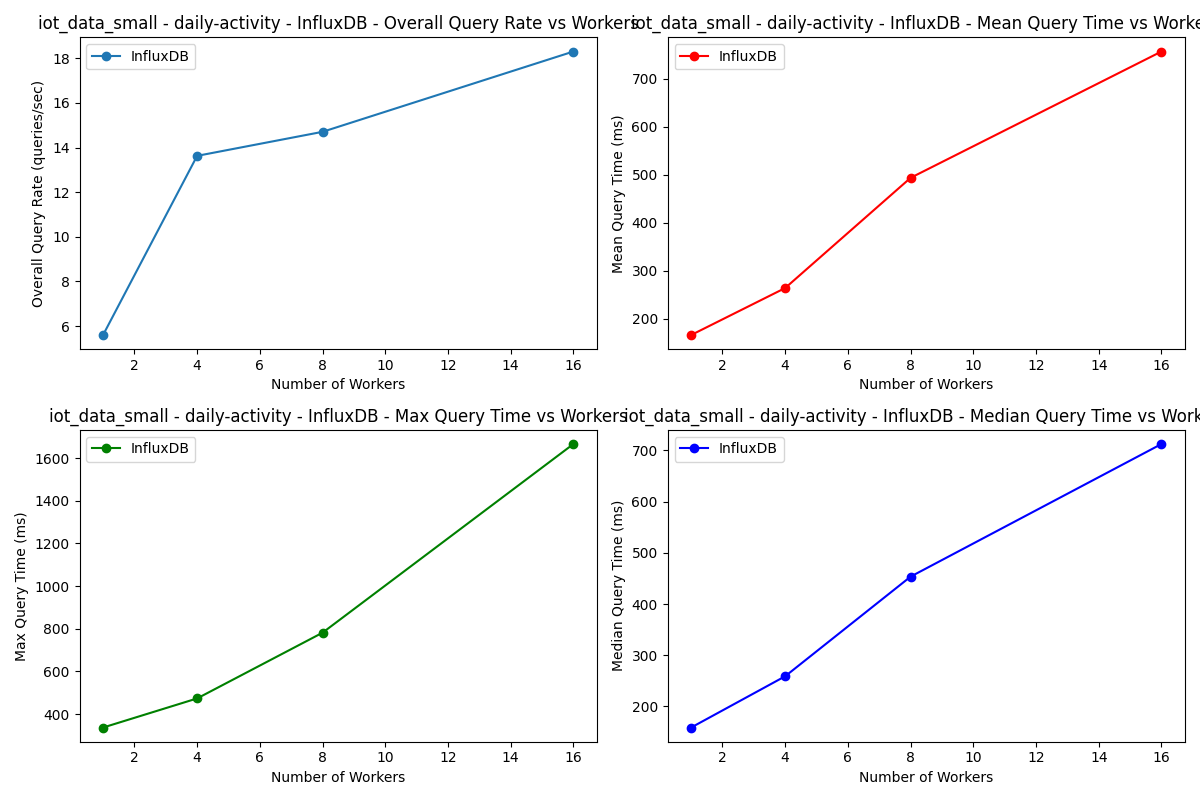 iot_data_small - daily-activity - InfluxDB - Overall Query Rate vs Workers
InfluxDB
Overall Query Rate (queries/sec)
18
16
14
12
10
8
6
2 4 6 8 10 12 14 16
Number of Workers
iot_data_small - daily-activity - InfluxDB - Mean Query Time vs Worke
InfluxDB
Mean Query Time (ms)
700
600
500
400
300
200
2 4 6 8 10 12 14 16
Number of Workers
iot_data_small - daily-activity - InfluxDB - Max Query Time vs Workers
InfluxDB
Max Query Time (ms)
1600
1400
1200
1000
800
600
400
2 4 6 8 10 12 14 16
Number of Workers
iot_data_small - daily-activity - InfluxDB - Median Query Time vs Work
InfluxDB
Median Query Time (ms)
700
600
500
400
300
200
2 4 6 8 10 12 14 16
Number of Workers